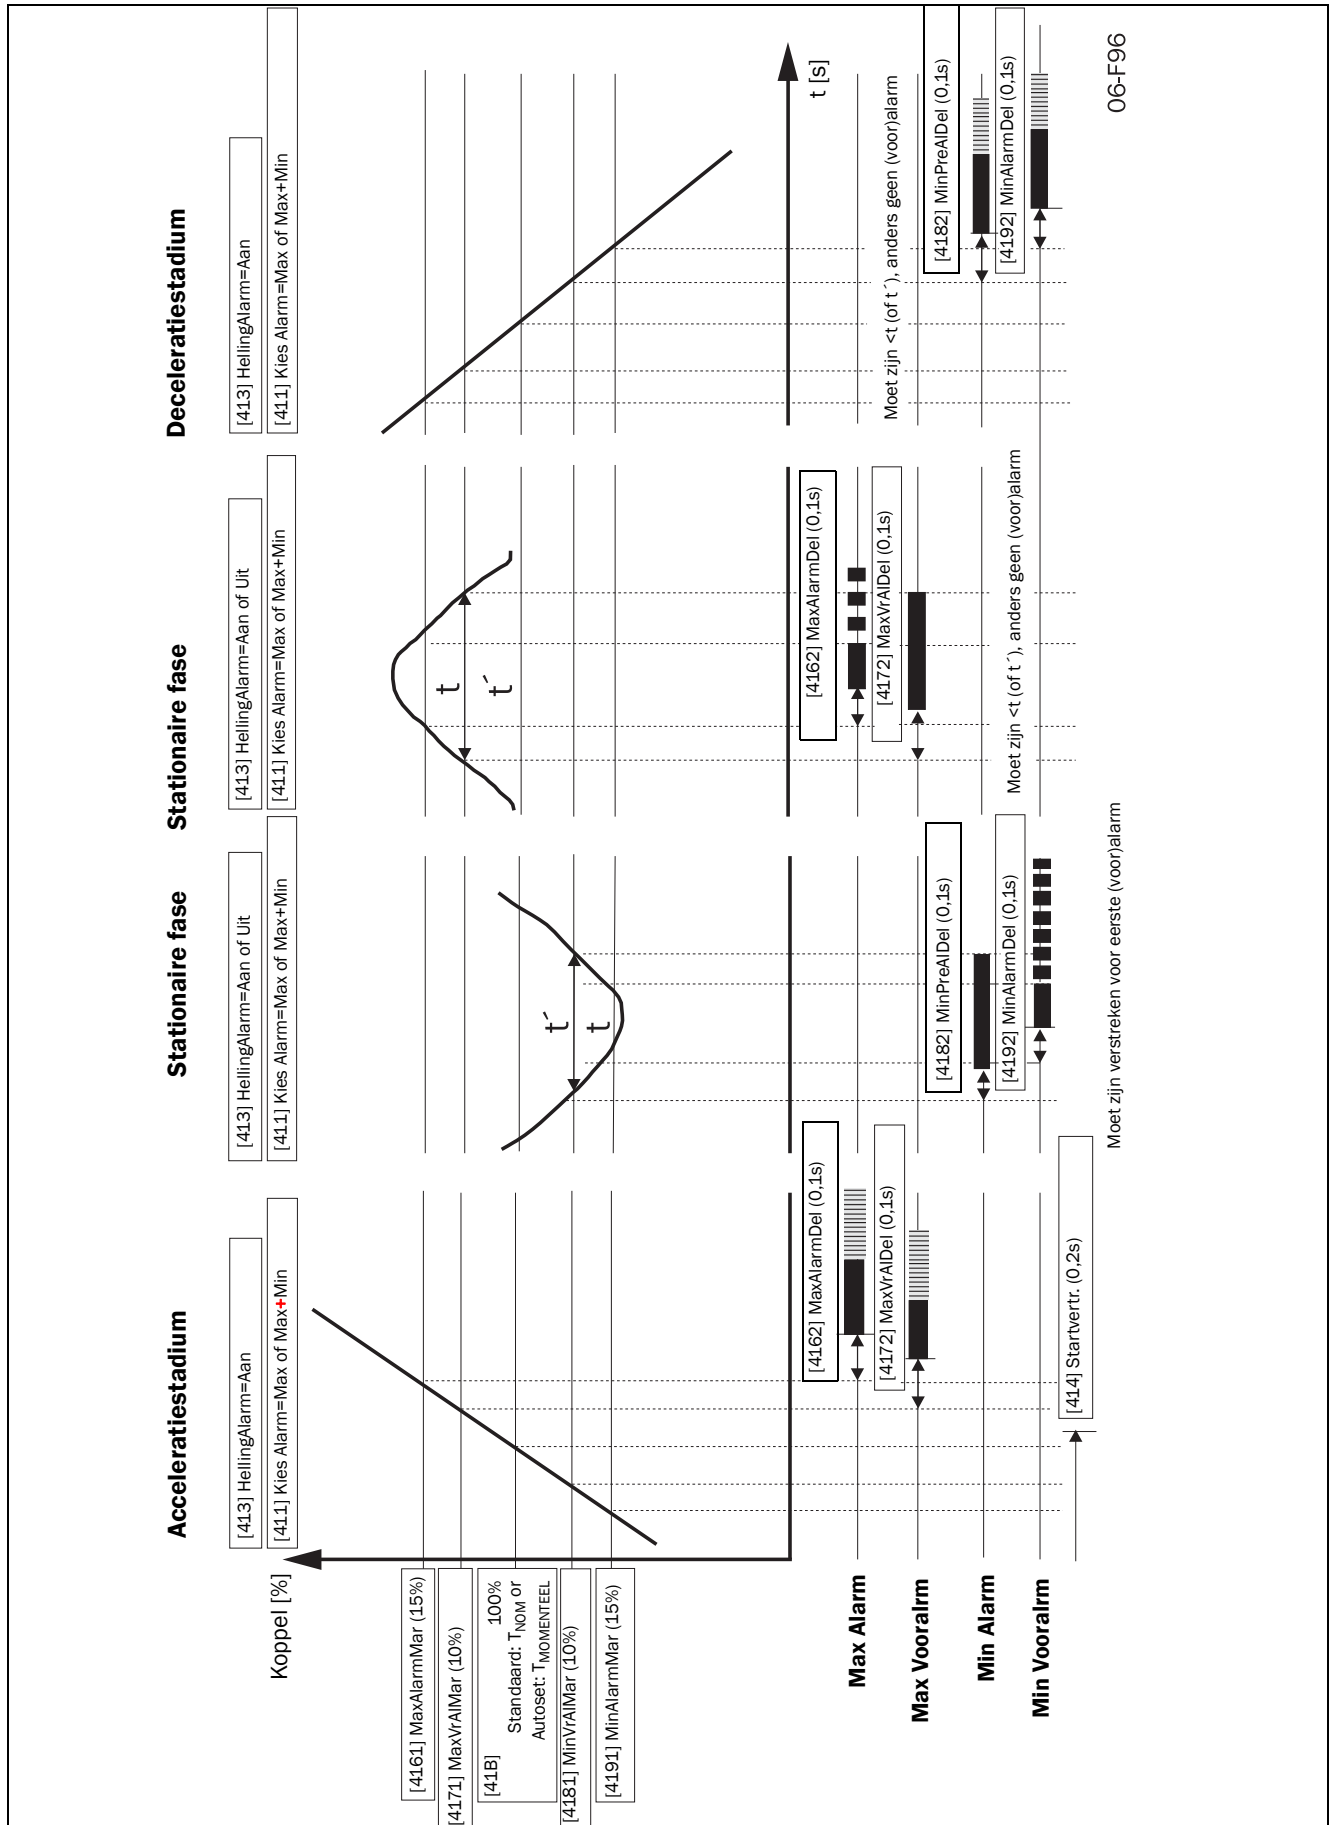 Acceleratiestadium
Stationaire fase
Stationaire fase
Deceleratiestadium
[413] HellingAlarm=Aan
[413] HellingAlarm=Aan of Uit
[413] HellingAlarm=Aan of Uit
[413] HellingAlarm=Aan
[411] Kies Alarm=Max of Max+Min
[411] Kies Alarm=Max of Max+Min
[411] Kies Alarm=Max of Max+Min
[411] Kies Alarm=Max of Max+Min
Koppel [%]
[4161] MaxAlarmMar (15%)
[4171] MaxVrAlMar (10%)
[41B]
100%
Standaard: TNOM or
Autoset: TMOMENTEEL
[4181] MinVrAlMar (10%)
[4191] MinAlarmMar (15%)
t´
t
t
t´
t [s]
[4162] MaxAlarmDel (0,1s)
[4162] MaxAlarmDel (0,1s)
Max Alarm
[4172] MaxVrAlDel (0,1s)
[4172] MaxVrAlDel (0,1s)
Moet zijn <t (of t´), anders geen (voor)alarm
Max Vooralrm
[4182] MinPreAlDel (0,1s)
[4182] MinPreAlDel (0,1s)
Min Alarm
[4192] MinAlarmDel (0,1s)
[4192] MinAlarmDel (0,1s)
Moet zijn <t (of t´), anders geen (voor)alarm
Min Vooralrm
[414] Startvertr. (0,2s)
Moet zijn verstreken voor eerste (voor)alarm
06-F96